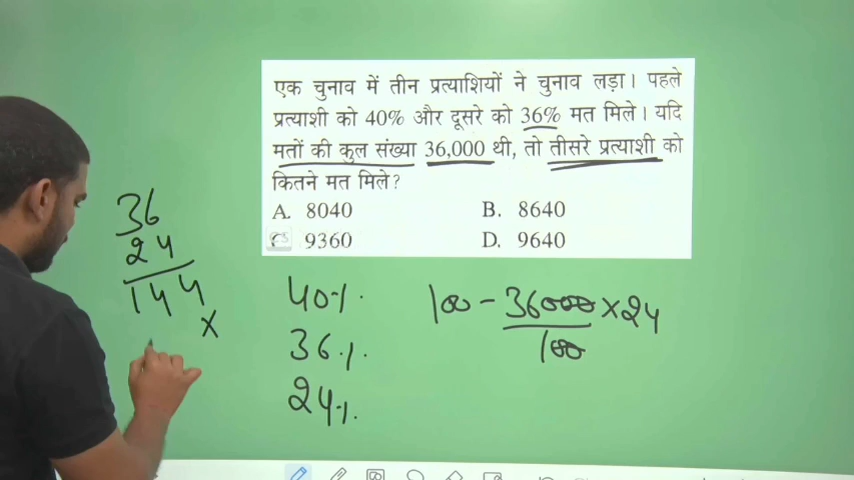 एक चुनाव में तीन प्रत्याशियों ने चुनाव लड़ा। पहले
प्रत्याशी को 40% और दूसरे को 36% मत मिले। यदि
मतों की कुल संख्या 36,000 थी, तो तीसरे प्रत्याशी को
कितने मत मिले?
A. 8040 B. 8640
9360 D. 9640
36
24
144
×
40%.
36%.
24%.
100 - 36000 × 24
100